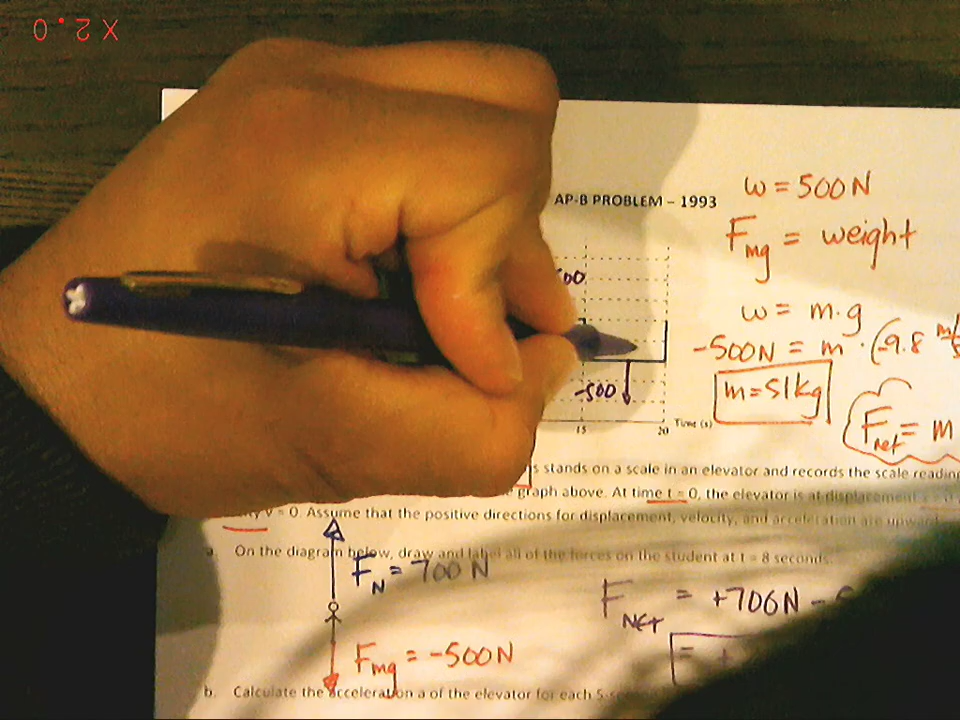 X 2.0
AP-B PROBLEM – 1993
w = 500N
Fmg = weight
w = m·g
-500N = m · (-9.8 m/
m=51kg
Fnet = m
-500
15
20
Time (s)
s stands on a scale in an elevator and records the scale reading
graph above. At time t = 0, the elevator is at displacement
v = 0. Assume that the positive directions for displacement, velocity, and acceleration are upward
a. On the diagram below, draw and label all of the forces on the student at t = 8 seconds.
FN = 700 N
FNET = +700N -
= +
Fmg = -500N
b. Calculate the acceleration a of the elevator for each 5-